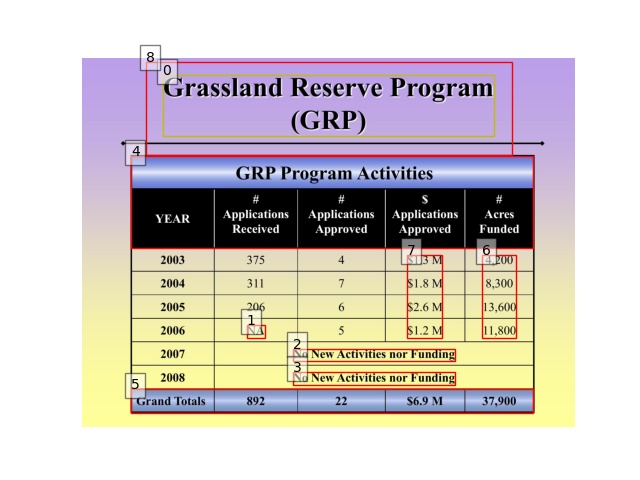 Grassland Reserve Program
(GRP)
GRP Program Activities
YEAR # Applications Received # Applications Approved $ Applications Approved # Acres Funded
2003 375 4 $1.3 M 4,200
2004 311 7 $1.8 M 8,300
2005 206 6 $2.6 M 13,600
2006 NA 5 $1.2 M 11,800
2007 No New Activities nor Funding
2008 No New Activities nor Funding
Grand Totals 892 22 $6.9 M 37,900
8
0
4
7
6
1
2
3
5